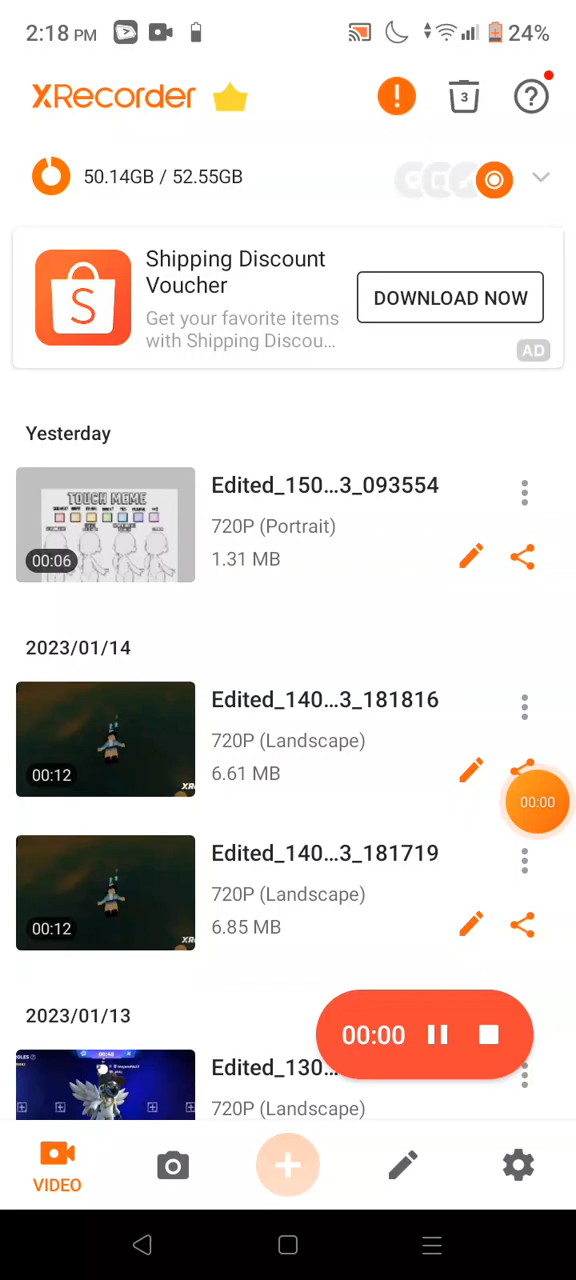 2:18 PM
24%
XRecorder
3
50.14GB / 52.55GB
Shipping Discount
Voucher
Get your favorite items
with Shipping Discou...
DOWNLOAD NOW
AD
Yesterday
TOUCH MEME
00:06
Edited_150...3_093554
720P (Portrait)
1.31 MB
2023/01/14
00:12
Edited_140...3_181816
720P (Landscape)
6.61 MB
00:00
00:12
Edited_140...3_181719
720P (Landscape)
6.85 MB
2023/01/13
00:00
Edited_130...
720P (Landscape)
VIDEO